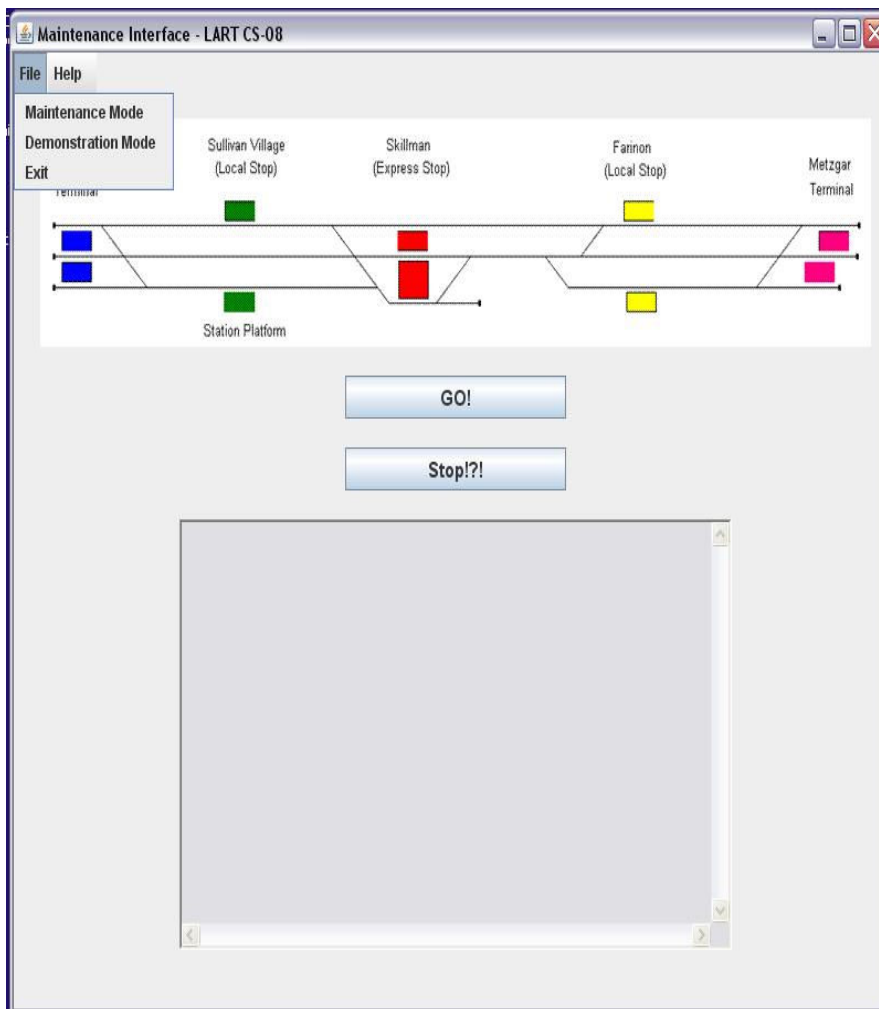 Maintenance Interface - LART CS-08
File Help
Maintenance Mode
Demonstration Mode
Exit
Terminal
Sullivan Village
(Local Stop)
Skillman
(Express Stop)
Farinon
(Local Stop)
Metzgar
Terminal
Station Platform
GO!
Stop!?!